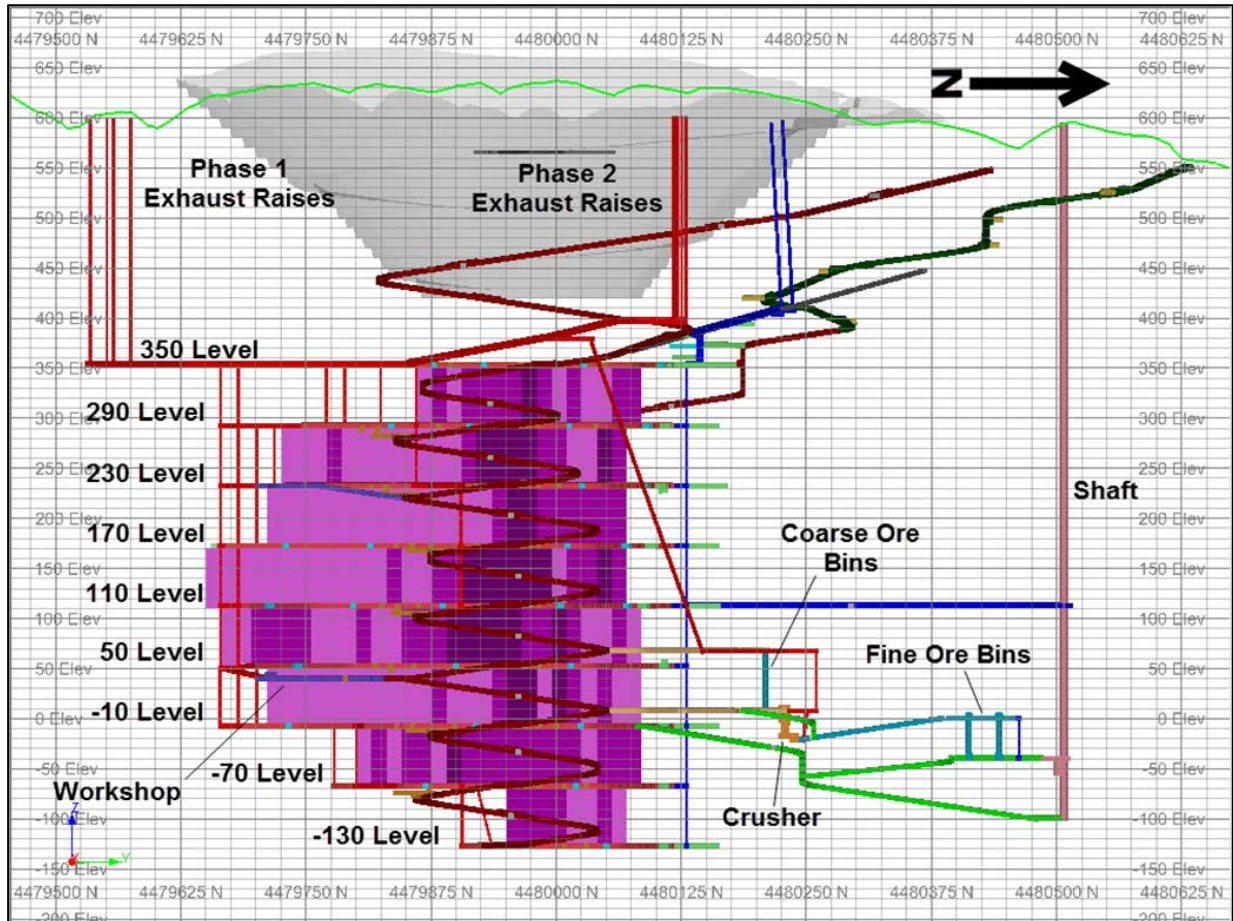 700 Elev 700 Elev
4479500 N 4479625 N 4479750 N 4479875 N 4480000 N 4480125 N 4480250 N 4480375 N 4480500 N 4480625 N
650 Elev 650 Elev
N
600 Elev 600 Elev
550 Elev 550 Elev
Phase 1
Exhaust Raises
Phase 2
Exhaust Raises
500 Elev 500 Elev
450 Elev 450 Elev
400 Elev 400 Elev
350 Level
350 Elev 350 Elev
290 Level
300 Elev 300 Elev
230 Level
250 Elev 250 Elev
Shaft
170 Level
200 Elev 200 Elev
Coarse Ore
Bins
110 Level
150 Elev 150 Elev
50 Level
100 Elev 100 Elev
Fine Ore Bins
-10 Level
50 Elev 50 Elev
0 Elev 0 Elev
-70 Level
-50 Elev -50 Elev
Workshop
Crusher
-130 Level
-100 Elev -100 Elev
Z
X Y
-150 Elev -150 Elev
4479500 N 4479625 N 4479750 N 4479875 N 4480000 N 4480125 N 4480250 N 4480375 N 4480500 N 4480625 N
-200 Elev -200 Elev